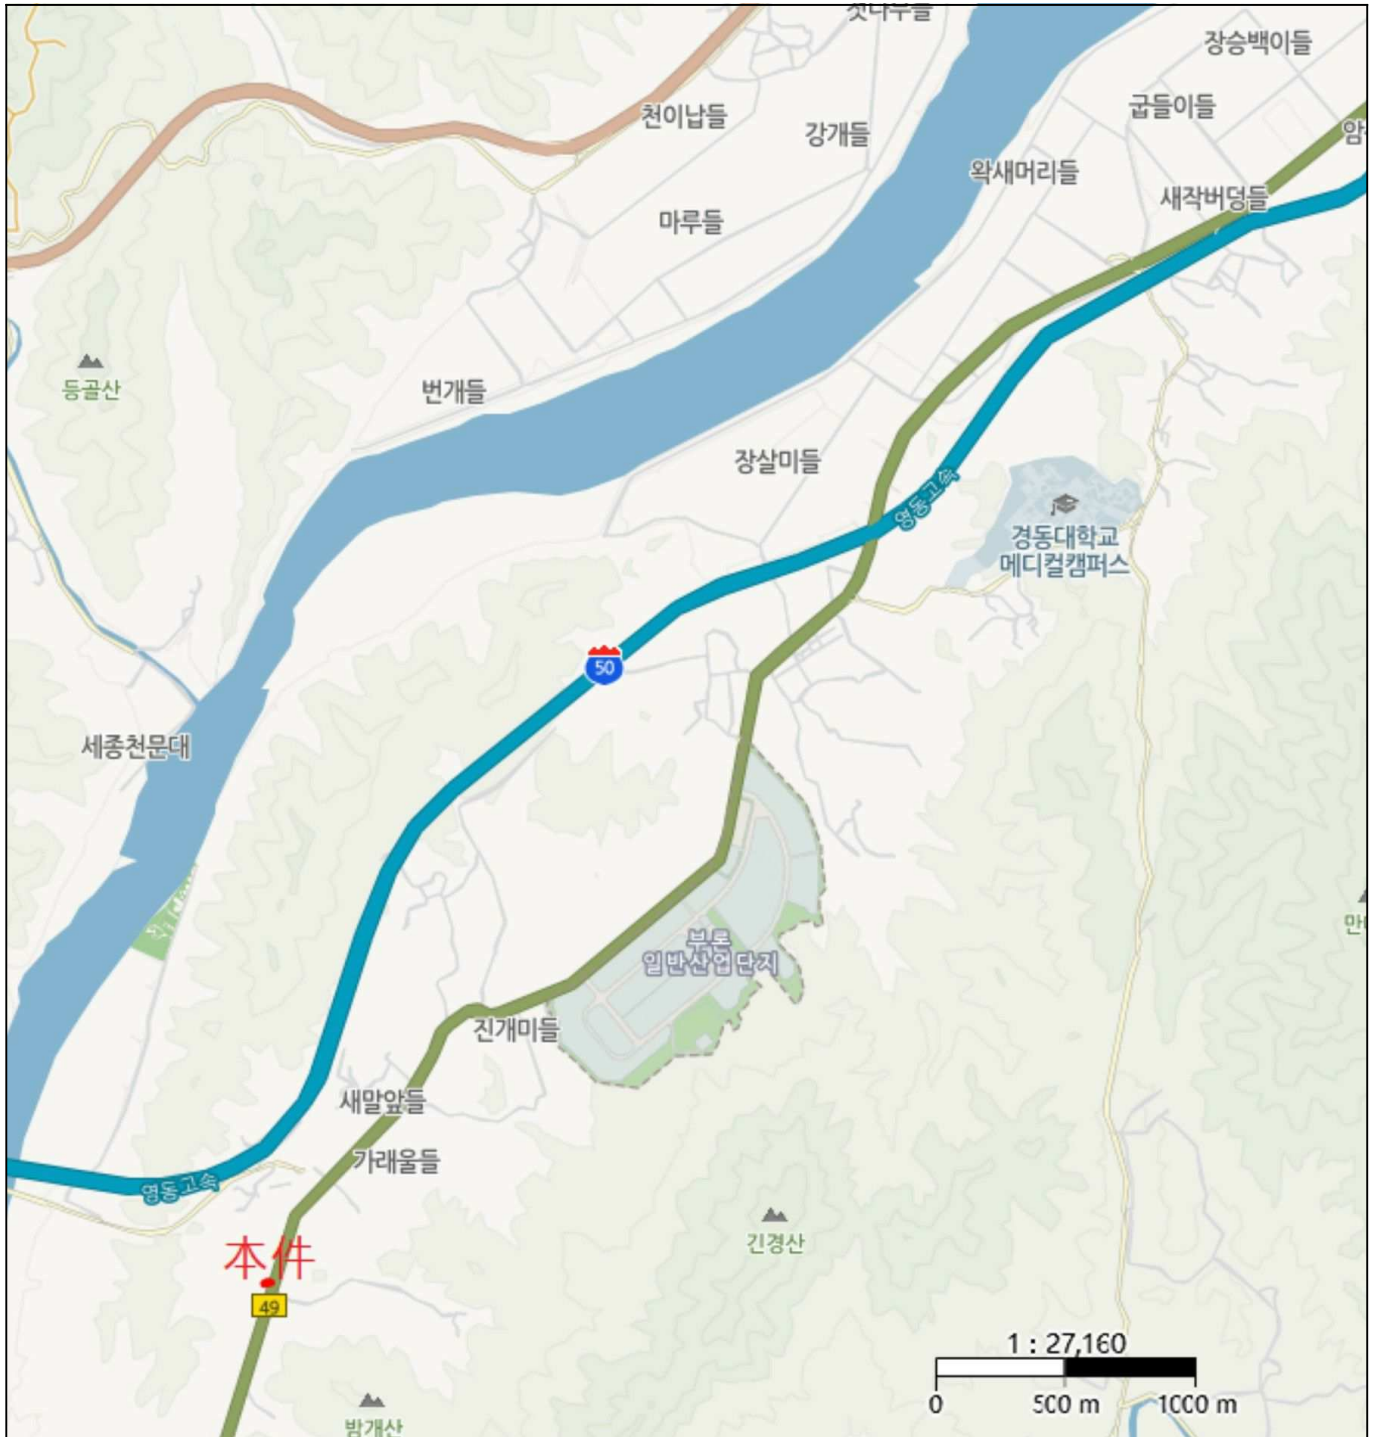 장승백이들
굽들이들
천이납들
강개들
왁새머리들
새작버덩들
마루들
등골산
번개들
장살미들
영동고속
경동대학교
메디컬캠퍼스
50
세종천문대
부론
일반산업단지
진개미들
새말앞들
가래울들
영동고속
本件
49
긴경산
1 : 27,160
0 500 m 1000 m